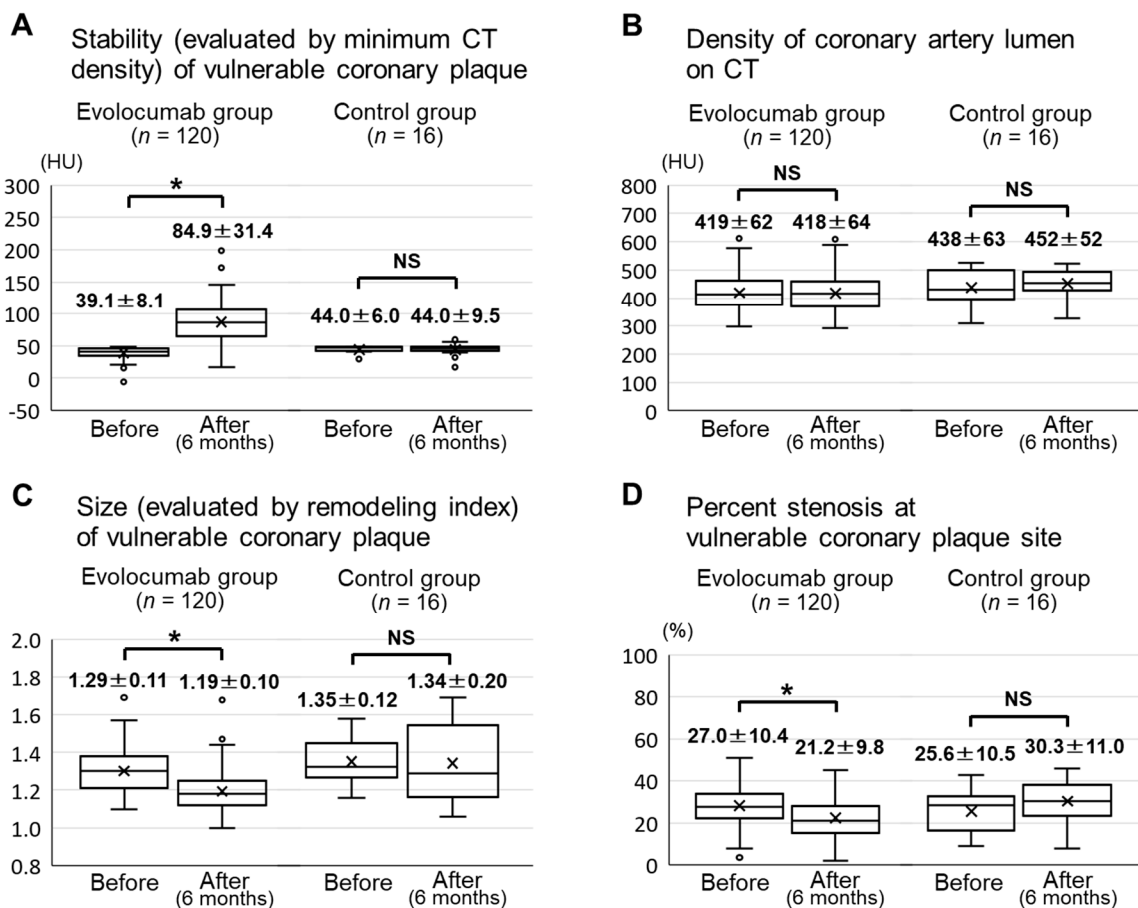 A
Stability (evaluated by minimum CT
density) of vulnerable coronary plaque
Evolocumab group
(n = 120)
Control group
(n = 16)
(HU)
300
250
200
150
100
50
0
-50
*
39.1±8.1
84.9±31.4
NS
44.0±6.0
44.0±9.5
Before
After
(6 months)
Before
After
(6 months)
B
Density of coronary artery lumen
on CT
Evolocumab group
(n = 120)
Control group
(n = 16)
(HU)
800
700
600
500
400
300
200
100
0
NS
419±62
418±64
NS
438±63
452±52
Before
After
(6 months)
Before
After
(6 months)
C
Size (evaluated by remodeling index)
of vulnerable coronary plaque
Evolocumab group
(n = 120)
Control group
(n = 16)
2.0
1.8
1.6
1.4
1.2
1.0
0.8
*
1.29±0.11
1.19±0.10
NS
1.35±0.12
1.34±0.20
Before
After
(6 months)
Before
After
(6 months)
D
Percent stenosis at
vulnerable coronary plaque site
Evolocumab group
(n = 120)
Control group
(n = 16)
(%)
100
80
60
40
20
0
*
27.0±10.4
21.2±9.8
NS
25.6±10.5
30.3±11.0
Before
After
(6 months)
Before
After
(6 months)